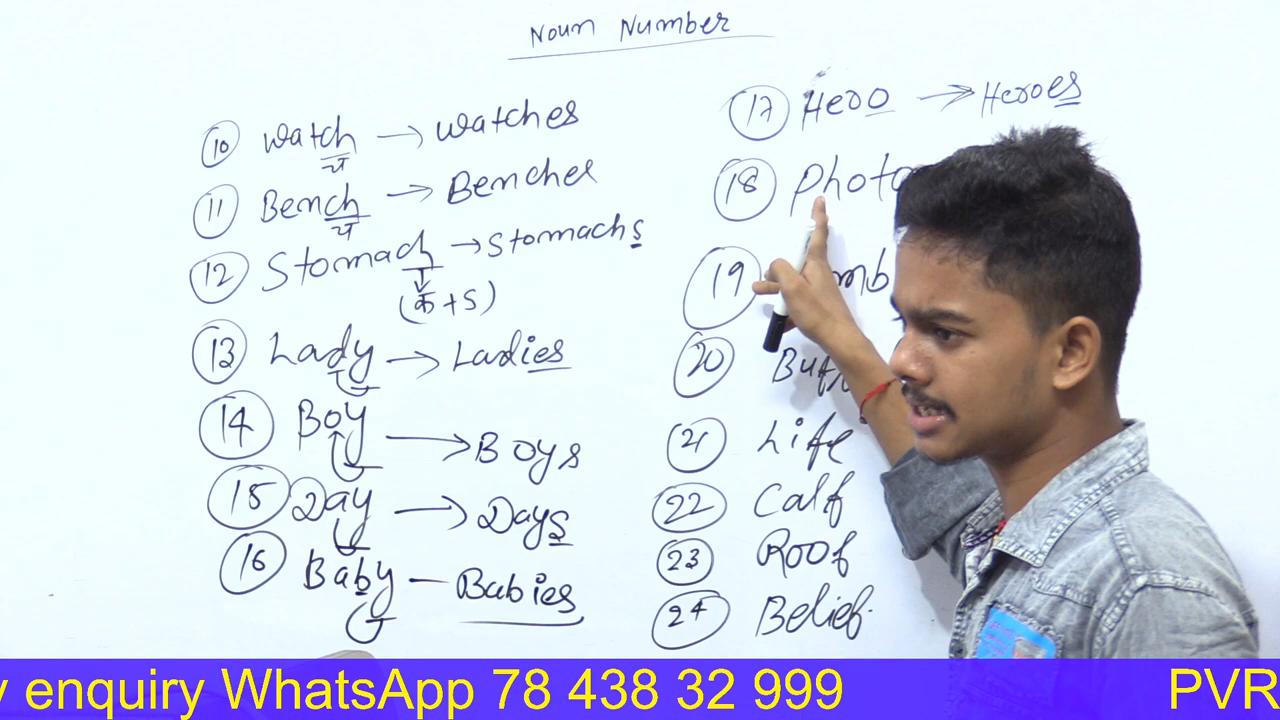 Noun Number
10 Watch → Watches
च
11 Bench → Benches
च
12 Stomach → Stomachs
(क + s)
13 Lady → Ladies
14 Boy → Boys
15 Day → Days
16 Baby — Babies
17 Hero → Heroes
18 Photo
19
20
21 Life
22 Calf
23 Roof
24 Belief
enquiry WhatsApp 78 438 32 999 PVR